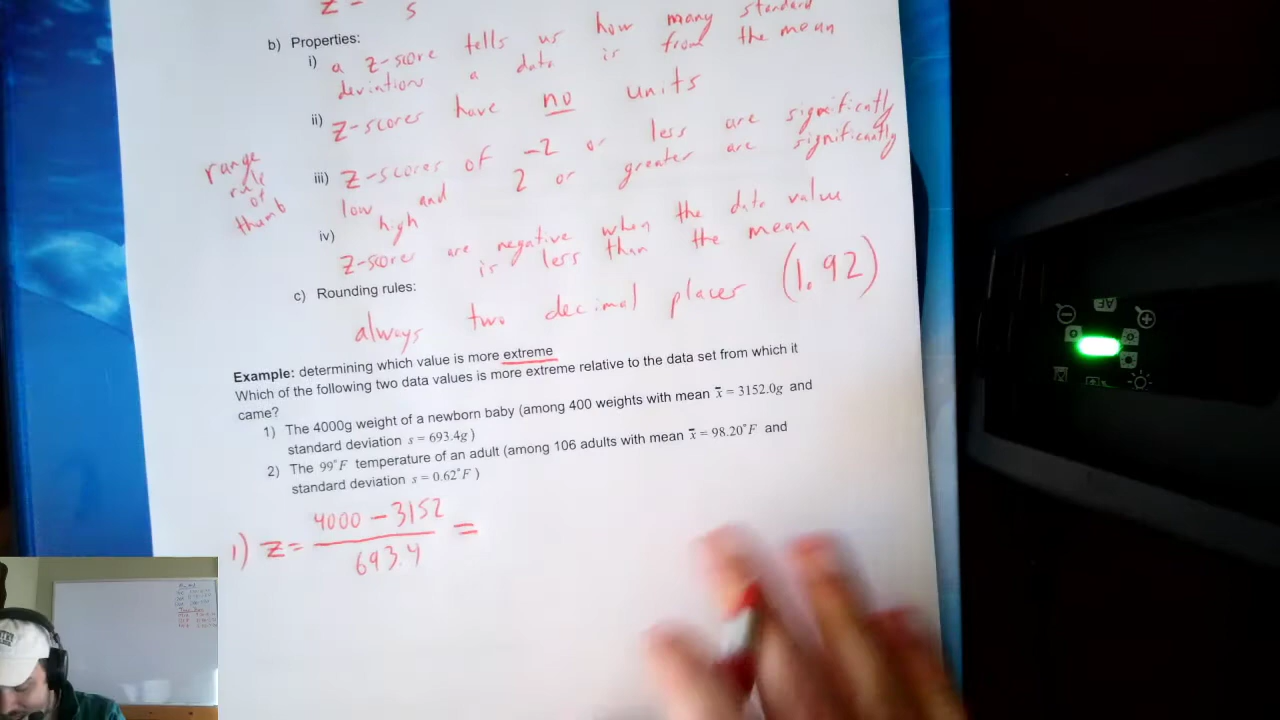 z = s
b) Properties:
i) a z-score tells us how many standard
deviations a data is from the mean
ii) z-scores have no units
iii) z-scores of -2 or less are significantly
low and 2 or greater are significantly
high
range
rule
of
thumb
iv) z-scores are negative when the data value
is less than the mean
c) Rounding rules:
always two decimal places (1.92)
Example: determining which value is more extreme
Which of the following two data values is more extreme relative to the data set from which it
came?
1) The 4000g weight of a newborn baby (among 400 weights with mean x̄ = 3152.0g and
standard deviation s = 693.4g )
2) The 99°F temperature of an adult (among 106 adults with mean x̄ = 98.20°F and
standard deviation s = 0.62°F )
1) z = 4000 - 3152 =
693.4